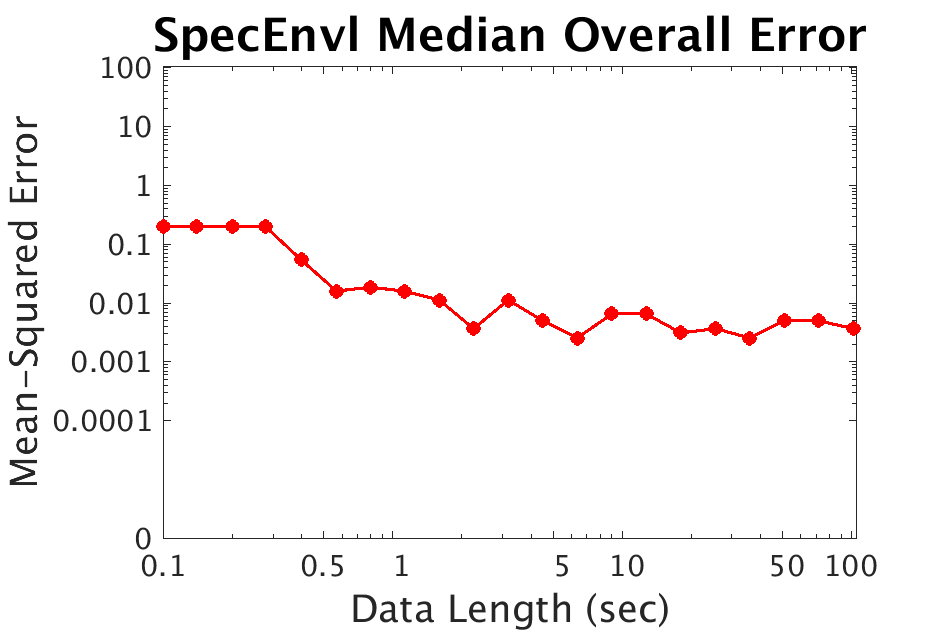 SpecEnvl Median Overall Error
100
10
1
0.1
0.01
0.001
0.0001
0
Mean-Squared Error
0.1 0.5 1 5 10 50 100
Data Length (sec)